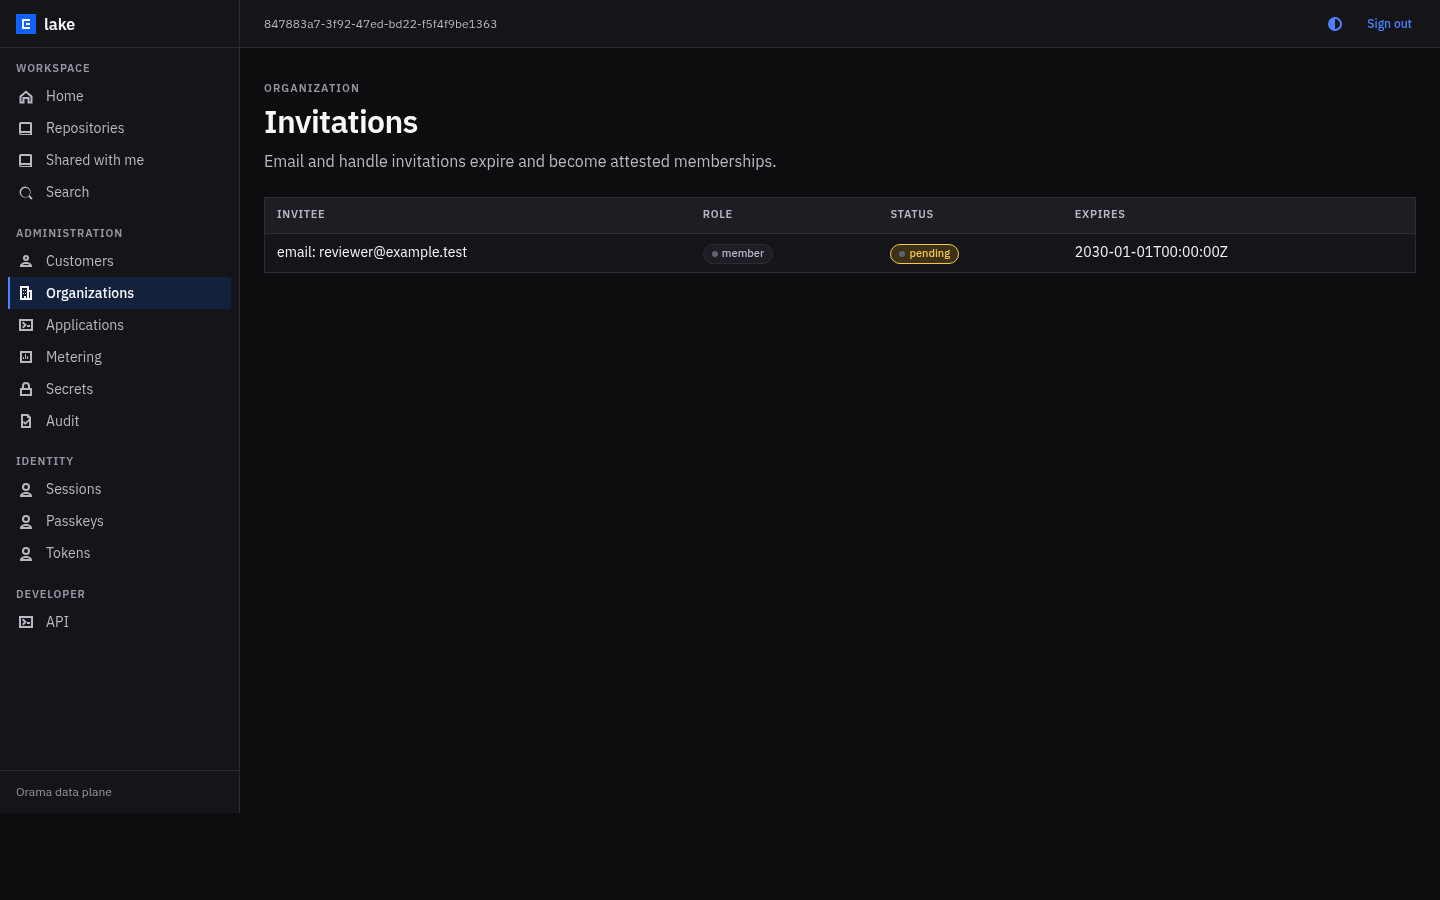 lake
847883a7-3f92-47ed-bd22-f5f4f9be1363
Sign out
WORKSPACE
Home
Repositories
Shared with me
Search
ADMINISTRATION
Customers
Organizations
Applications
Metering
Secrets
Audit
IDENTITY
Sessions
Passkeys
Tokens
DEVELOPER
API
Orama data plane
ORGANIZATION
Invitations
Email and handle invitations expire and become attested memberships.
INVITEE ROLE STATUS EXPIRES
email: reviewer@example.test member pending 2030-01-01T00:00:00Z